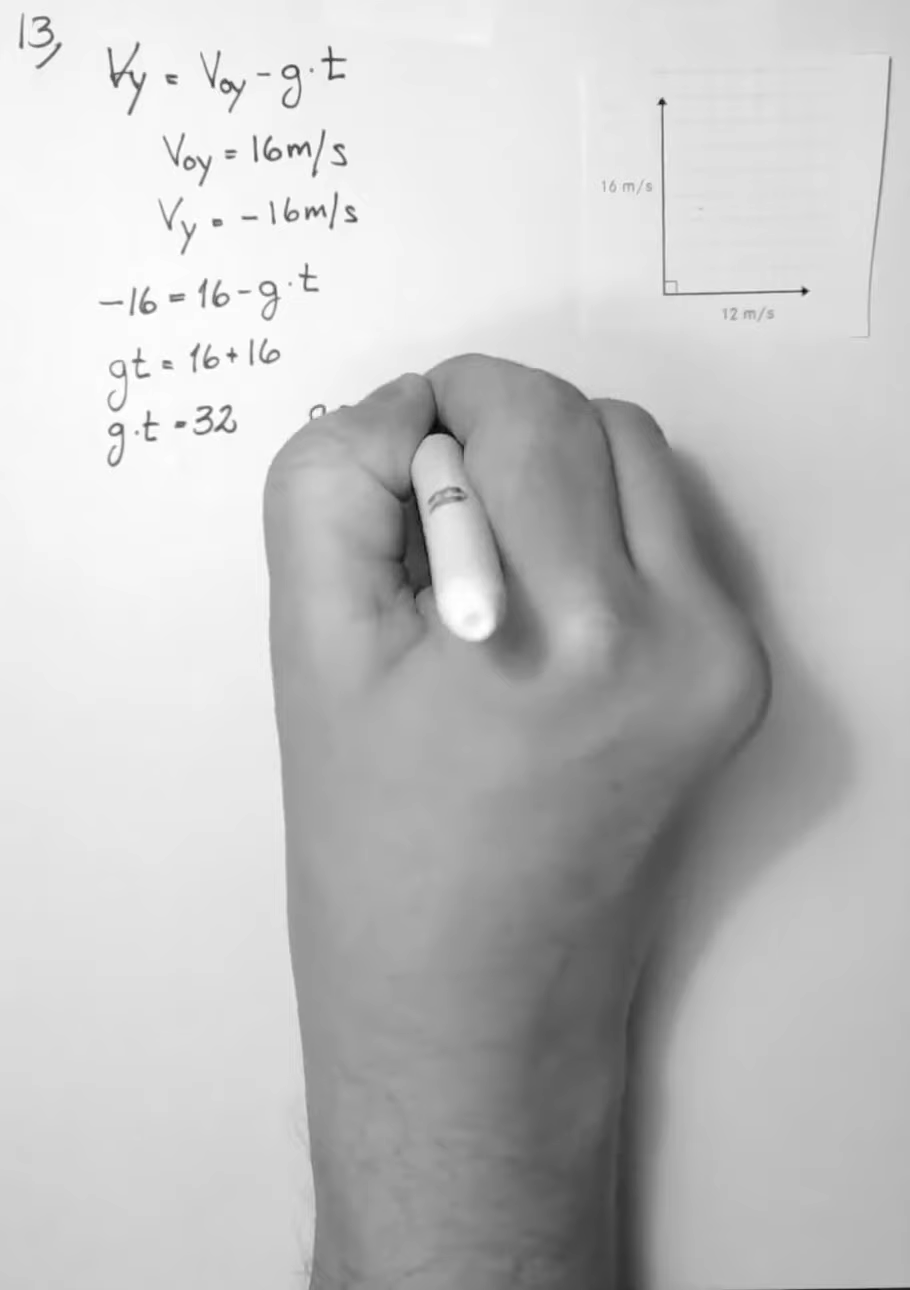 13,
Vy = Voy - g·t
Voy = 16m/s
Vy = -16m/s
-16 = 16 - g·t
gt = 16 + 16
g·t = 32
16 m/s
12 m/s